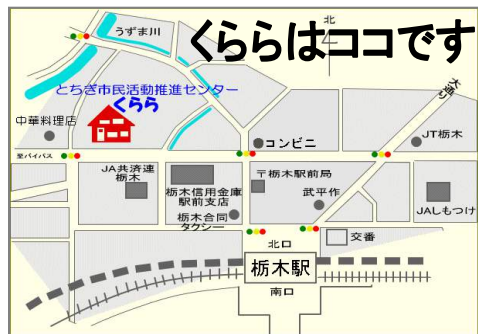 北
うずま川
くららはココです
とちぎ市民活動推進センター
くらら
大通り
中華料理店
コンビニ
JT栃木
至バイパス
JA共済連
栃木
栃木信用金庫
駅前支店
〒栃木駅前局
武平作
栃木合同
タクシー
JAしもつけ
北口
交番
栃木駅
南口